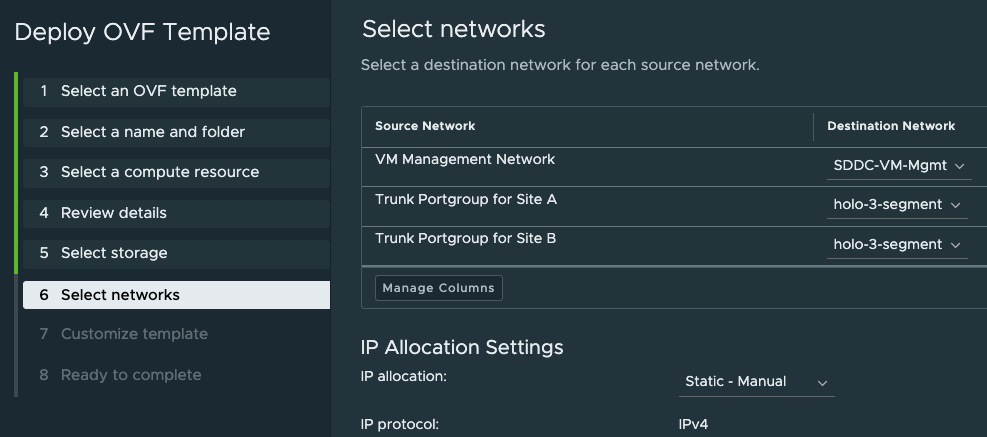 Deploy OVF Template
1 Select an OVF template
2 Select a name and folder
3 Select a compute resource
4 Review details
5 Select storage
6 Select networks
7 Customize template
8 Ready to complete
Select networks
Select a destination network for each source network.
Source Network Destination Network
VM Management Network SDDC-VM-Mgmt
Trunk Portgroup for Site A holo-3-segment
Trunk Portgroup for Site B holo-3-segment
Manage Columns
IP Allocation Settings
IP allocation: Static - Manual
IP protocol: IPv4